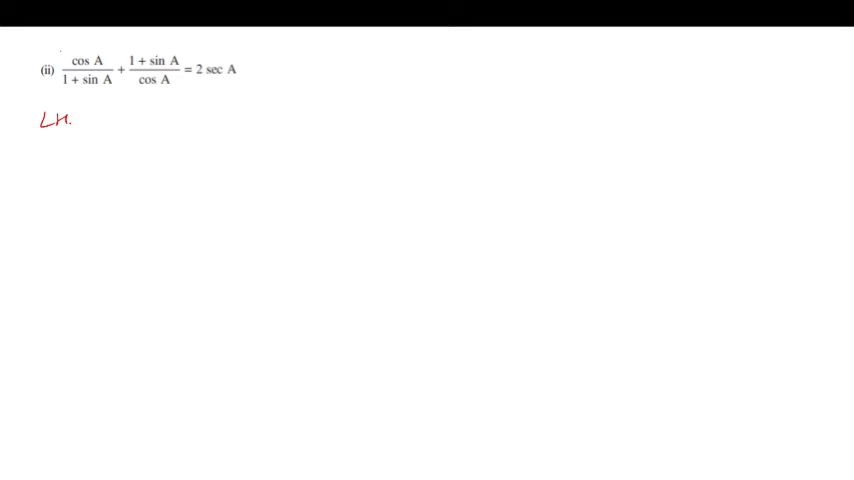 (ii) cos A / 1 + sin A + 1 + sin A / cos A = 2 sec A
LH.